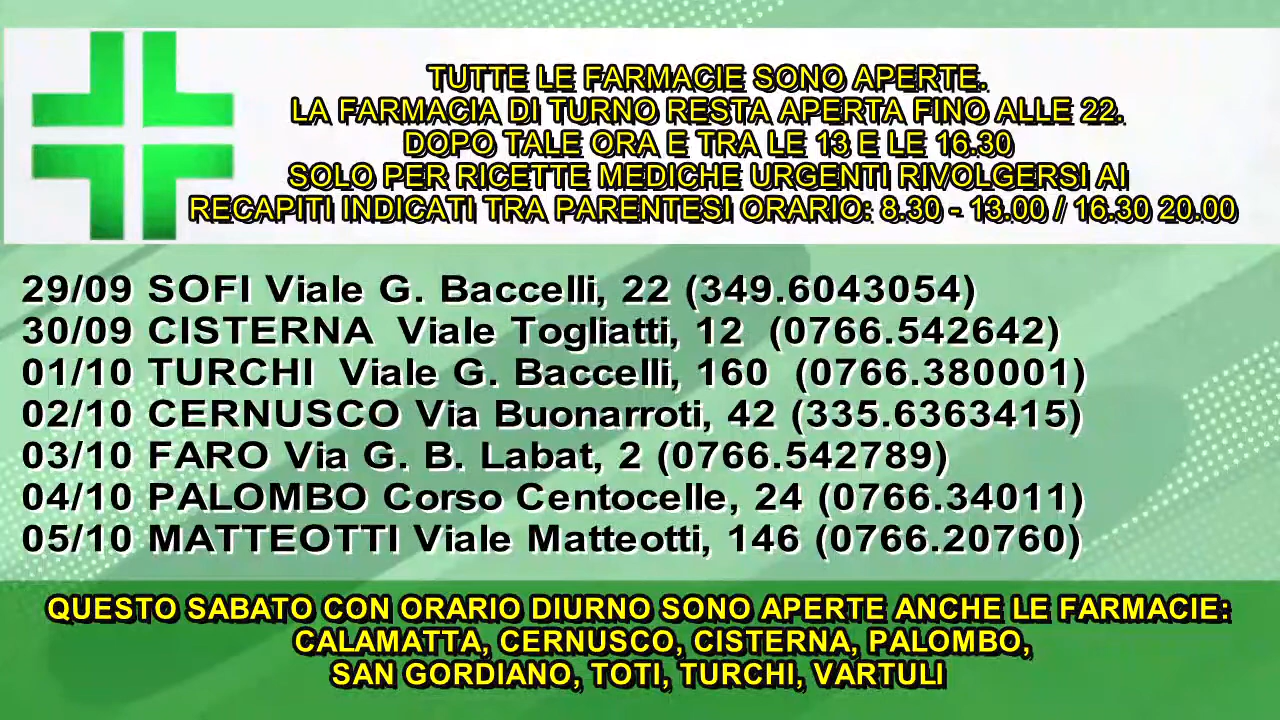 TUTTE LE FARMACIE SONO APERTE.
LA FARMACIA DI TURNO RESTA APERTA FINO ALLE 22.
DOPO TALE ORA E TRA LE 13 E LE 16.30
SOLO PER RICETTE MEDICHE URGENTI RIVOLGERSI AI
RECAPITI INDICATI TRA PARENTESI ORARIO: 8.30 - 13.00 / 16.30 20.00
29/09 SOFI Viale G. Baccelli, 22 (349.6043054)
30/09 CISTERNA Viale Togliatti, 12 (0766.542642)
01/10 TURCHI Viale G. Baccelli, 160 (0766.380001)
02/10 CERNUSCO Via Buonarroti, 42 (335.6363415)
03/10 FARO Via G. B. Labat, 2 (0766.542789)
04/10 PALOMBO Corso Centocelle, 24 (0766.34011)
05/10 MATTEOTTI Viale Matteotti, 146 (0766.20760)
QUESTO SABATO CON ORARIO DIURNO SONO APERTE ANCHE LE FARMACIE:
CALAMATTA, CERNUSCO, CISTERNA, PALOMBO,
SAN GORDIANO, TOTI, TURCHI, VARTULI